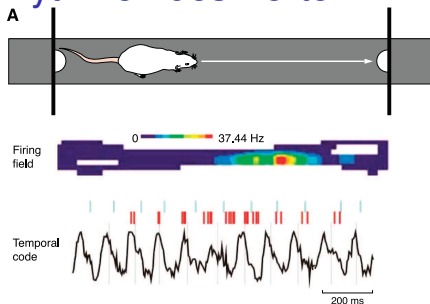 A
0 37.44 Hz
Firing
field
Temporal
code
200 ms